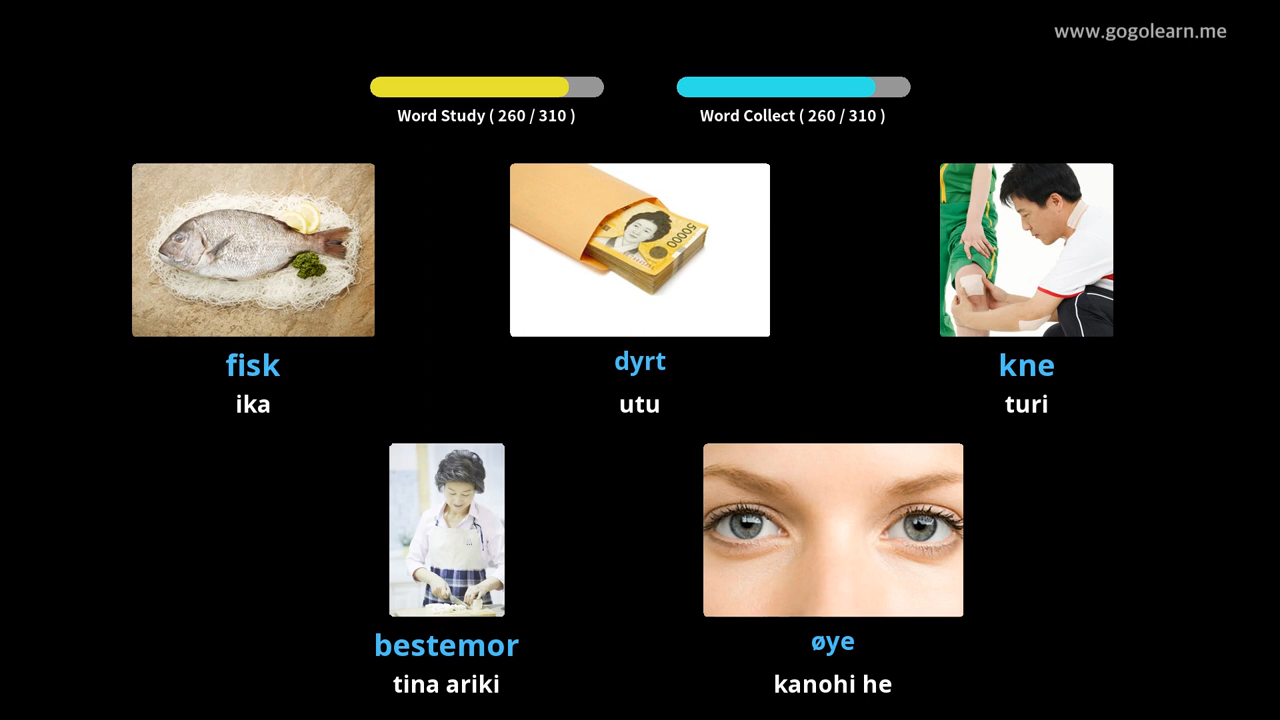 www.gogolearn.me
Word Study ( 260 / 310 )
Word Collect ( 260 / 310 )
50000
fisk
dyrt
kne
ika
utu
turi
bestemor
øye
tina ariki
kanohi he